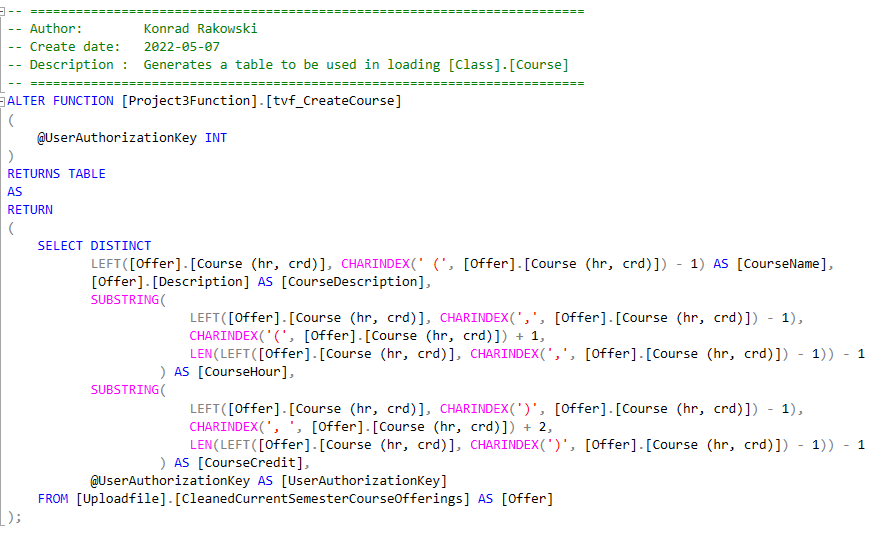 -- =========================================================================
-- Author:        Konrad Rakowski
-- Create date:   2022-05-07
-- Description :  Generates a table to be used in loading [Class].[Course]
-- =========================================================================
ALTER FUNCTION [Project3Function].[tvf_CreateCourse]
(
    @UserAuthorizationKey INT
)
RETURNS TABLE
AS
RETURN
(
    SELECT DISTINCT
           LEFT([Offer].[Course (hr, crd)], CHARINDEX(' (', [Offer].[Course (hr, crd)]) - 1) AS [CourseName],
           [Offer].[Description] AS [CourseDescription],
           SUBSTRING(
                        LEFT([Offer].[Course (hr, crd)], CHARINDEX(',', [Offer].[Course (hr, crd)]) - 1),
                        CHARINDEX('(', [Offer].[Course (hr, crd)]) + 1,
                        LEN(LEFT([Offer].[Course (hr, crd)], CHARINDEX(',', [Offer].[Course (hr, crd)]) - 1)) - 1
                    ) AS [CourseHour],
           SUBSTRING(
                        LEFT([Offer].[Course (hr, crd)], CHARINDEX(')', [Offer].[Course (hr, crd)]) - 1),
                        CHARINDEX(', ', [Offer].[Course (hr, crd)]) + 2,
                        LEN(LEFT([Offer].[Course (hr, crd)], CHARINDEX(')', [Offer].[Course (hr, crd)]) - 1)) - 1
                    ) AS [CourseCredit],
           @UserAuthorizationKey AS [UserAuthorizationKey]
    FROM [Uploadfile].[CleanedCurrentSemesterCourseOfferings] AS [Offer]
);